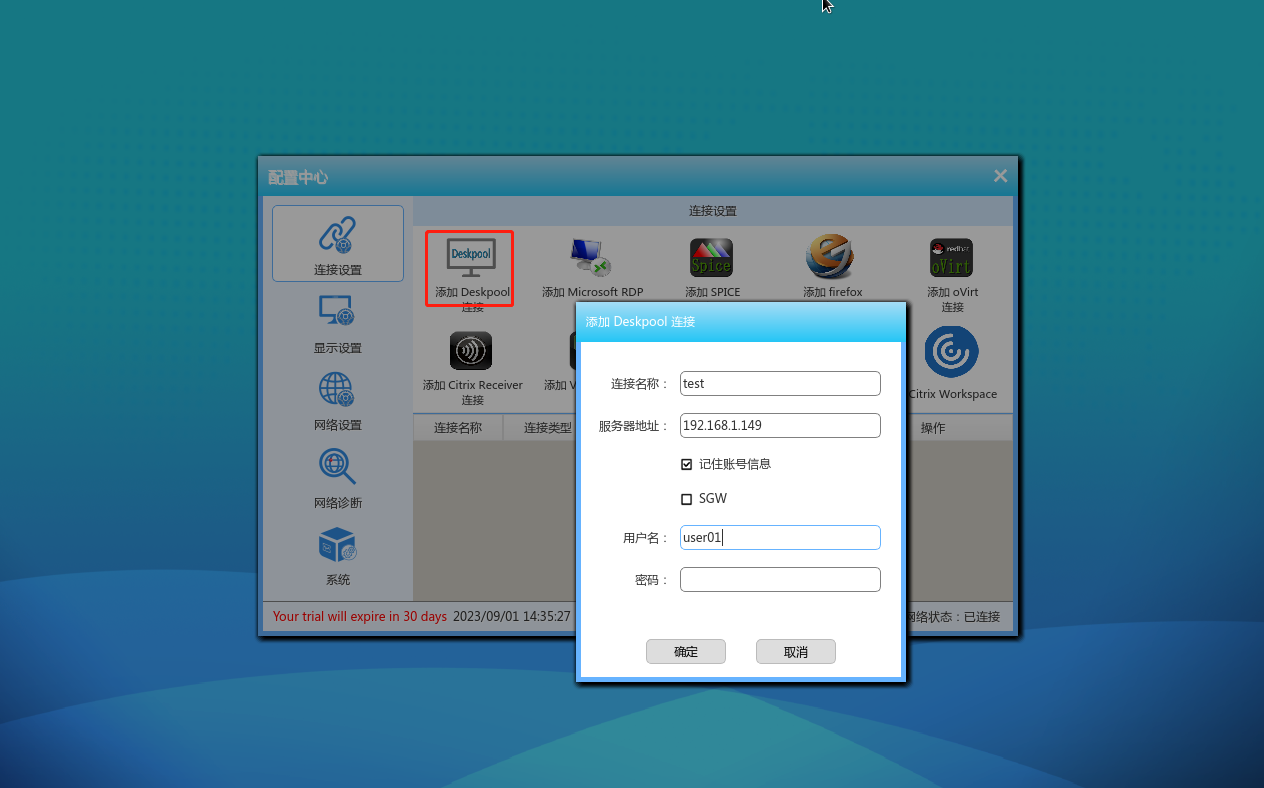 配置中心
连接设置
连接设置
显示设置
网络设置
网络诊断
系统
Deskpool
添加 Deskpool
连接
添加 Microsoft RDP
Spice
添加 SPICE
添加 firefox
redhat
oVirt
添加 oVirt
连接
添加 Citrix Receiver
连接
添加
Citrix Workspace
连接名称
连接类型
操作
添加 Deskpool 连接
连接名称：
test
服务器地址：
192.168.1.149
记住账号信息
SGW
用户名：
user01
密码：
确定
取消
Your trial will expire in 30 days
2023/09/01 14:35:27
网络状态：已连接